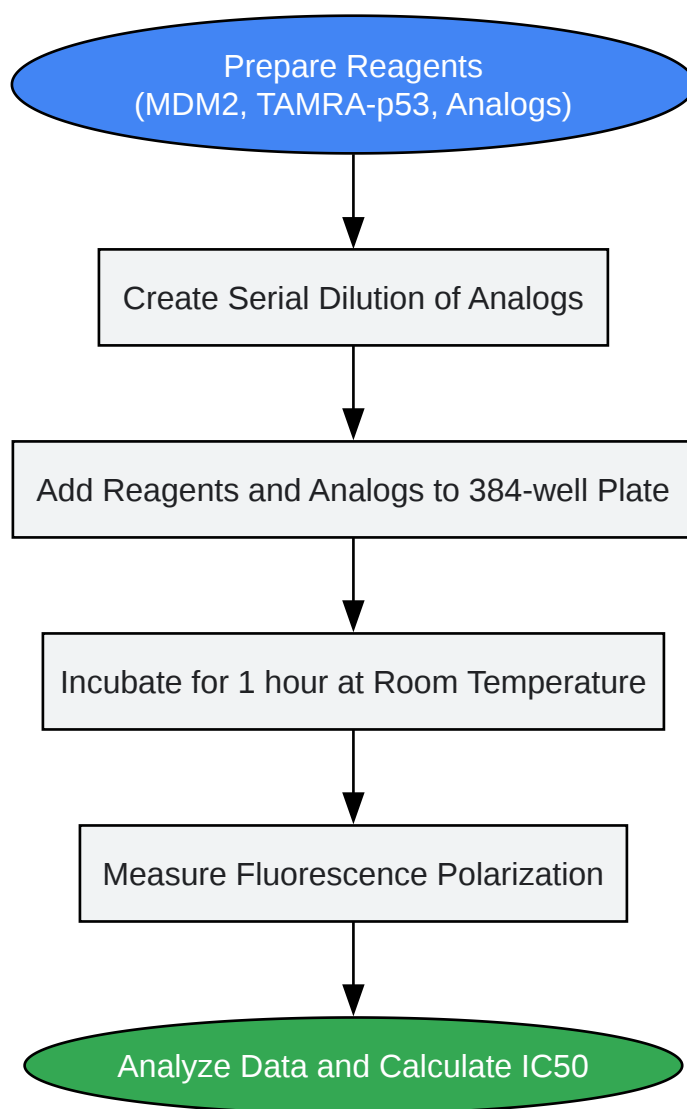 Prepare Reagents
(MDM2, TAMRA-p53, Analogs)
Create Serial Dilution of Analogs
Add Reagents and Analogs to 384-well Plate
Incubate for 1 hour at Room Temperature
Measure Fluorescence Polarization
Analyze Data and Calculate IC50